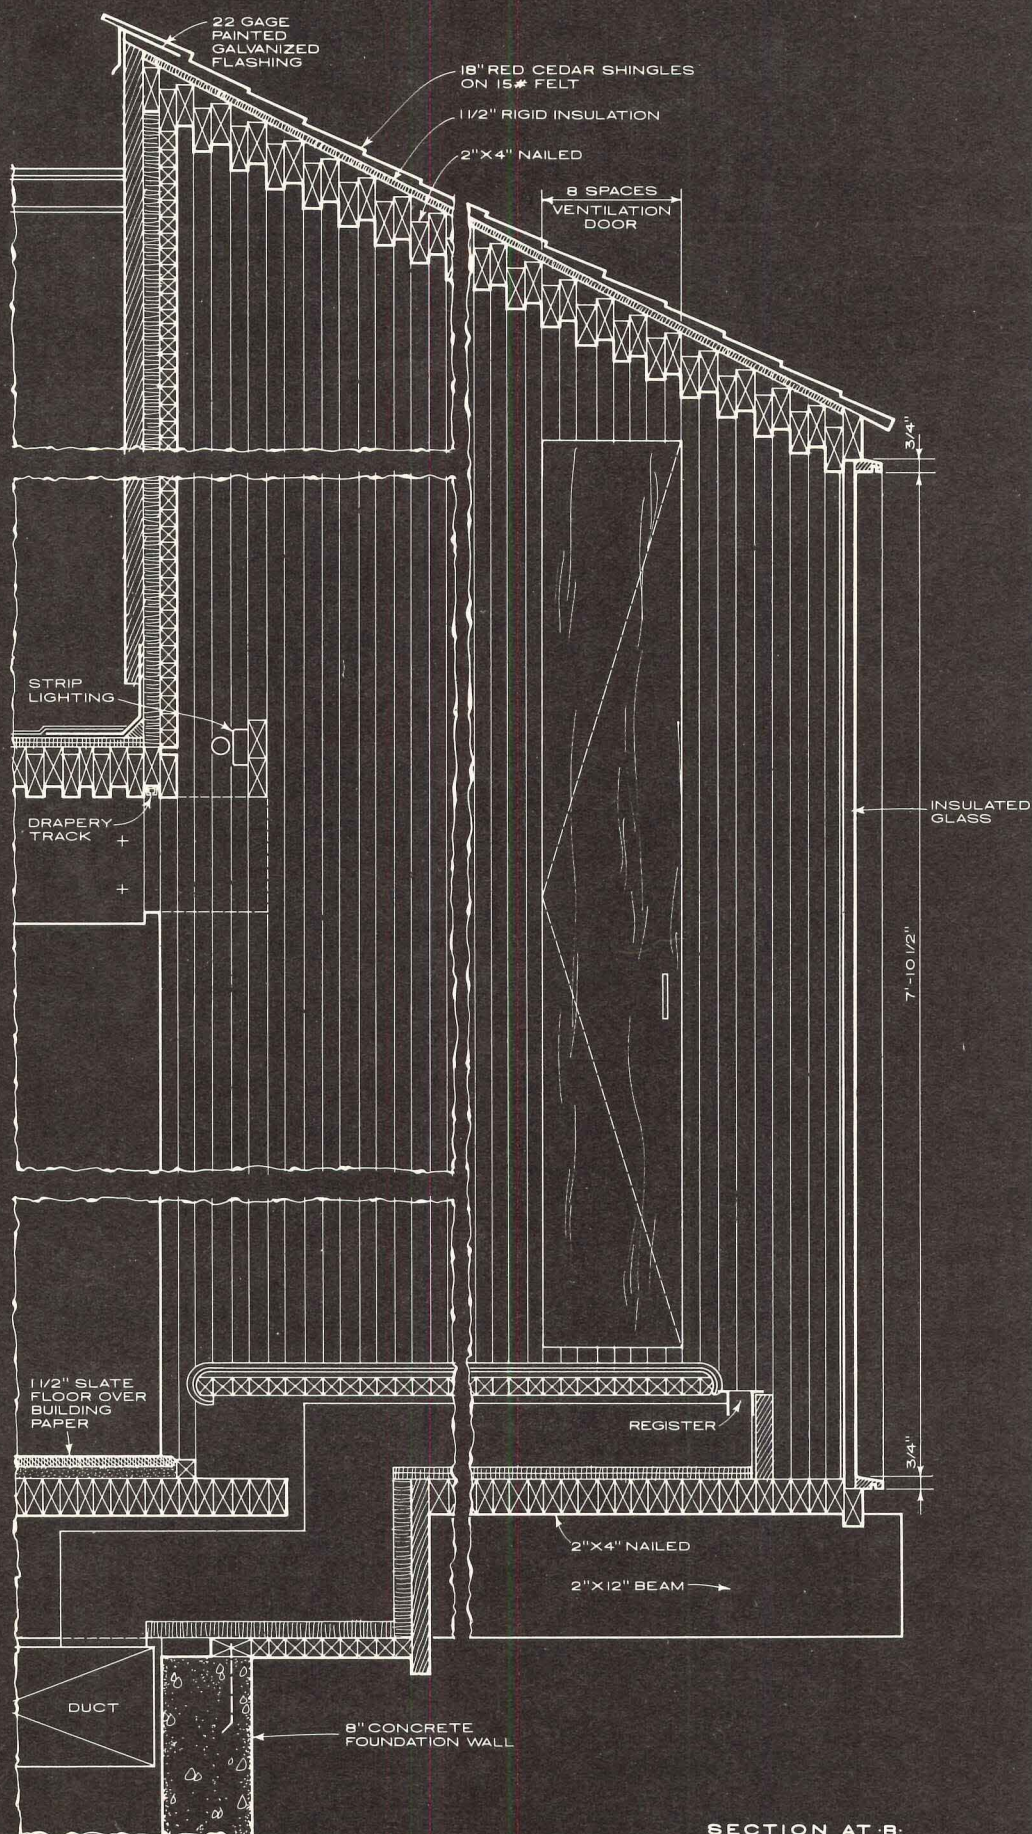 22 GAGE
PAINTED
GALVANIZED
FLASHING
18" RED CEDAR SHINGLES
ON 15# FELT
1 1/2" RIGID INSULATION
2"X4" NAILED
8 SPACES
VENTILATION
DOOR
3/4"
STRIP
LIGHTING
DRAPERY
TRACK
INSULATED
GLASS
7'-10 1/2"
1 1/2" SLATE
FLOOR OVER
BUILDING
PAPER
REGISTER
3/4"
2"X4" NAILED
2"X12" BEAM
DUCT
8" CONCRETE
FOUNDATION WALL
SECTION AT B